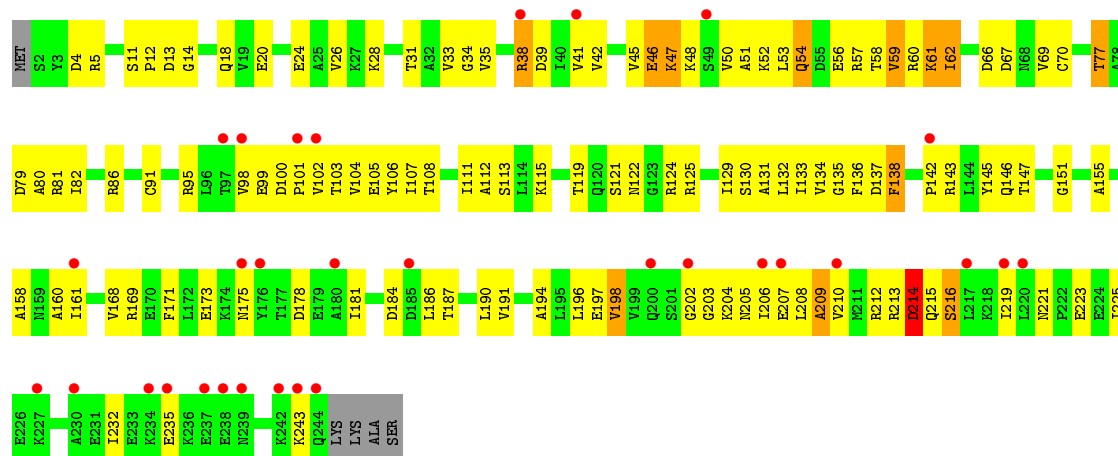 MET S2 Y3 D4 R5 S11 P12 D13 G14 Q18 V19 E20 E24 A25 V26 K27 K28 T31 A32 V33 G34 V35 R38 D39 I40 V41 V42 V45 E46 K47 K48 S49 V50 A51 K52 L53 Q54 D55 E56 R57 T58 V59 R60 K61 I62 D66 D67 N68 V69 C70 T77 A78
D79 A80 R81 I82 R86 C91 R95 L96 T97 V98 E99 D100 P101 V102 T103 V104 E105 Y106 I107 T108 I111 A112 S113 L114 K115 T119 Q120 S121 N122 G123 R124 R125 I129 S130 A131 L132 I133 V134 G135 F136 D137 F138 P142 R143 L144 Y145 Q146 T147 G151 A155
A158 N159 A160 I161 V168 R169 E170 F171 L172 E173 K174 N175 Y176 T177 D178 E179 A180 I181 D184 D185 L186 T187 L190 V191 A194 L195 L196 E197 V198 V199 Q200 S201 G202 G203 K204 N205 I206 E207 L208 A209 V210 M211 R212 R213 D214 Q215 S216 L217 K218 I219 L220 N221 P222 E223 E224 I225
E226 K227 A230 E231 I232 E233 K234 E235 K236 E237 E238 N239 K242 K243 Q244 LYS LYS ALA SER